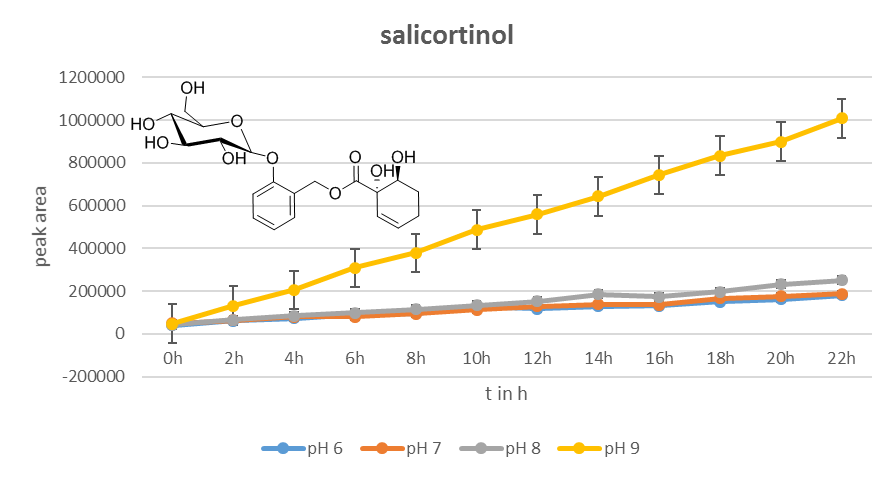 salicortinol
1200000
1000000
800000
600000
400000
200000
0
-200000
peak area
OH
HO
O
HO
OH
O
O
O
OH
OH
0h 2h 4h 6h 8h 10h 12h 14h 16h 18h 20h 22h
t in h
pH 6 pH 7 pH 8 pH 9